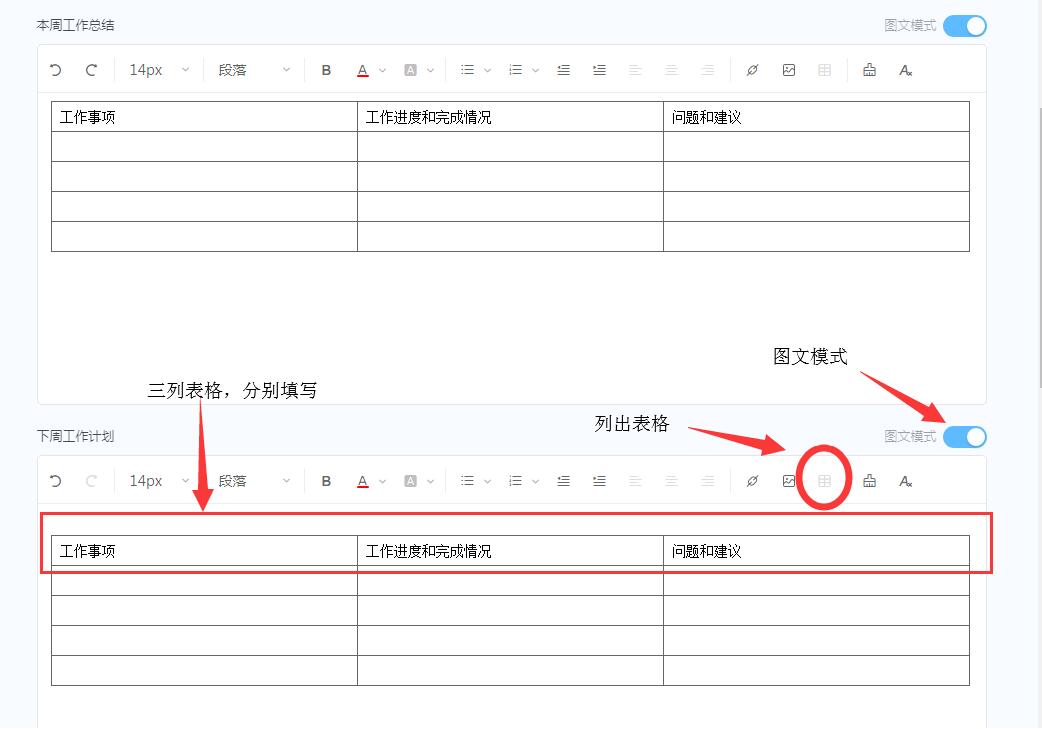 本周工作总结 图文模式
14px 段落 B A A
工作事项 工作进度和完成情况 问题和建议
图文模式
三列表格，分别填写
列出表格
下周工作计划 图文模式
14px 段落 B A A
工作事项 工作进度和完成情况 问题和建议